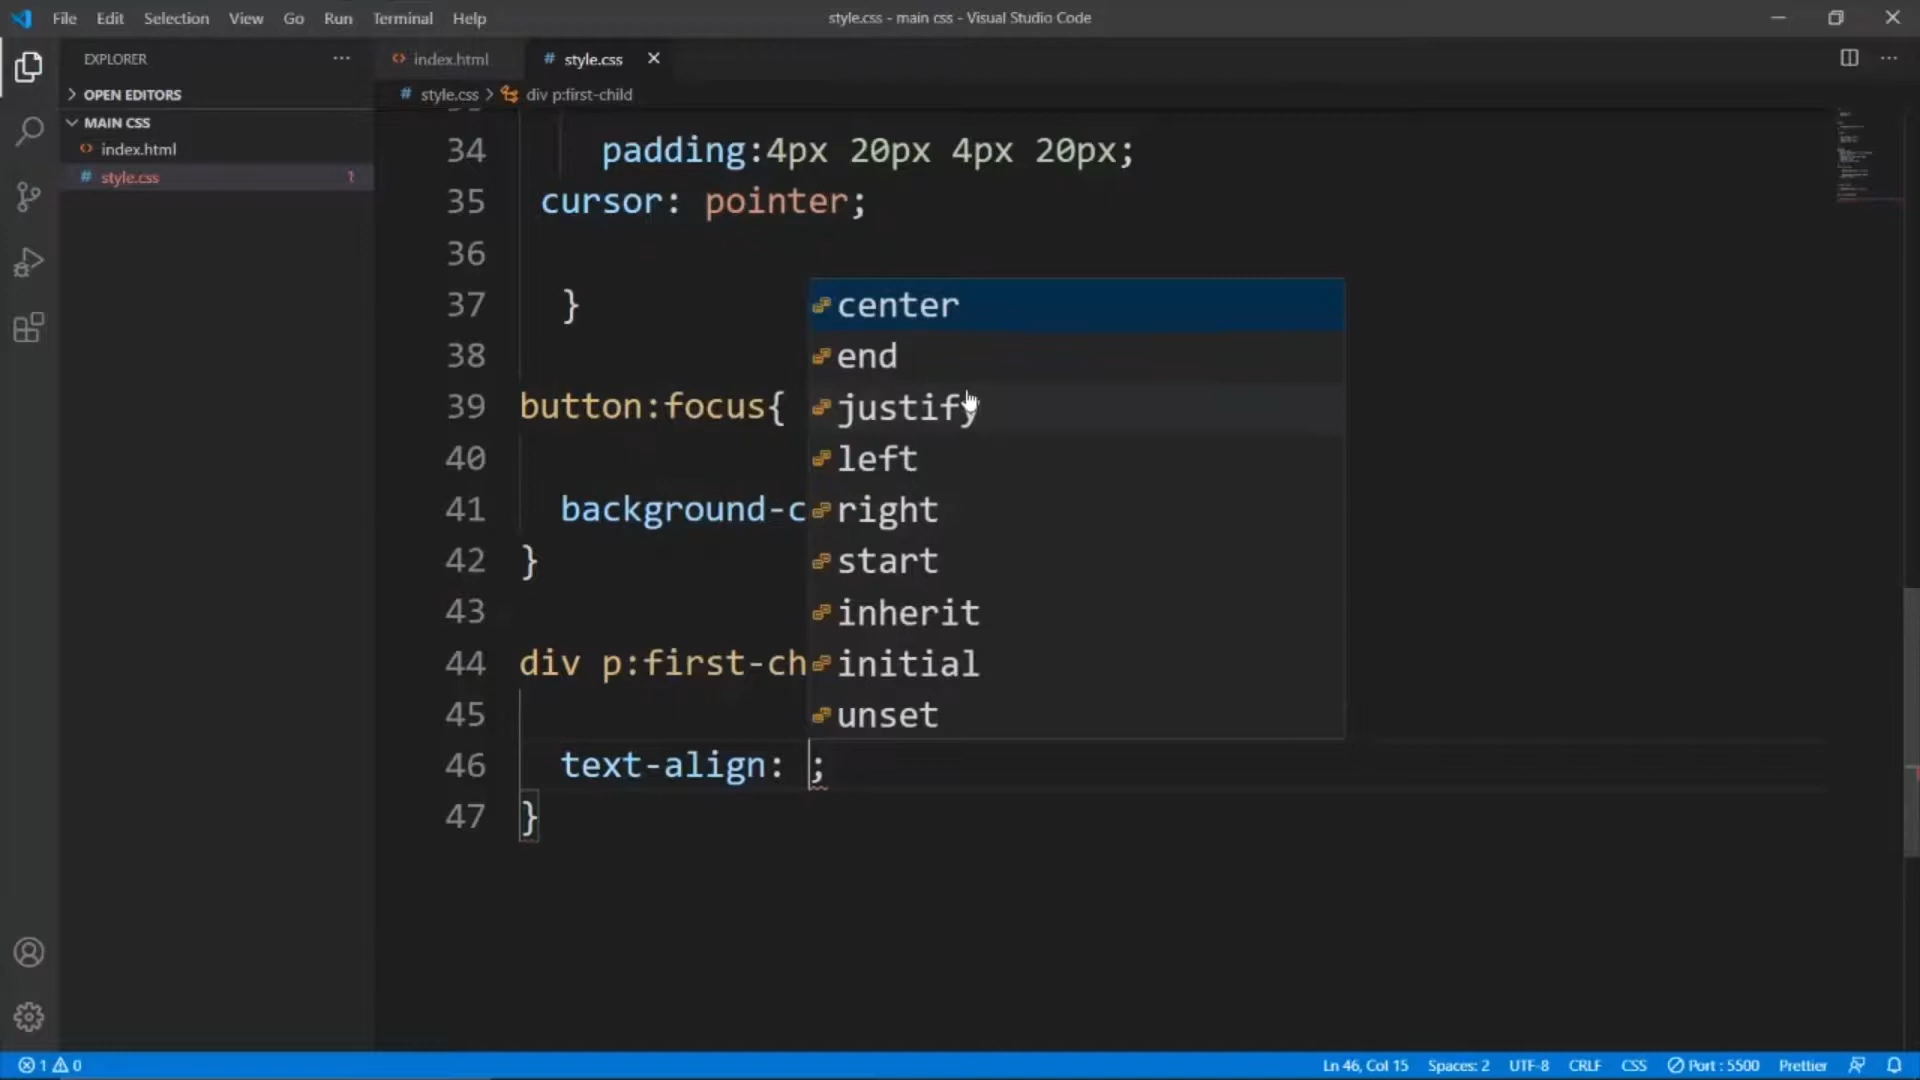 File Edit Selection View Go Run Terminal Help
style.css - main css - Visual Studio Code
EXPLORER
OPEN EDITORS
MAIN CSS
index.html
style.css 1
index.html
style.css
style.css > div p:first-child
34 padding:4px 20px 4px 20px;
35 cursor: pointer;
36
37 }
38
39 button:focus{
40
41 background-c
42 }
43
44 div p:first-ch
45
46 text-align: ;
47 }
center
end
justify
left
right
start
inherit
initial
unset
1 0
Ln 46, Col 15 Spaces: 2 UTF-8 CRLF CSS Port : 5500 Prettier